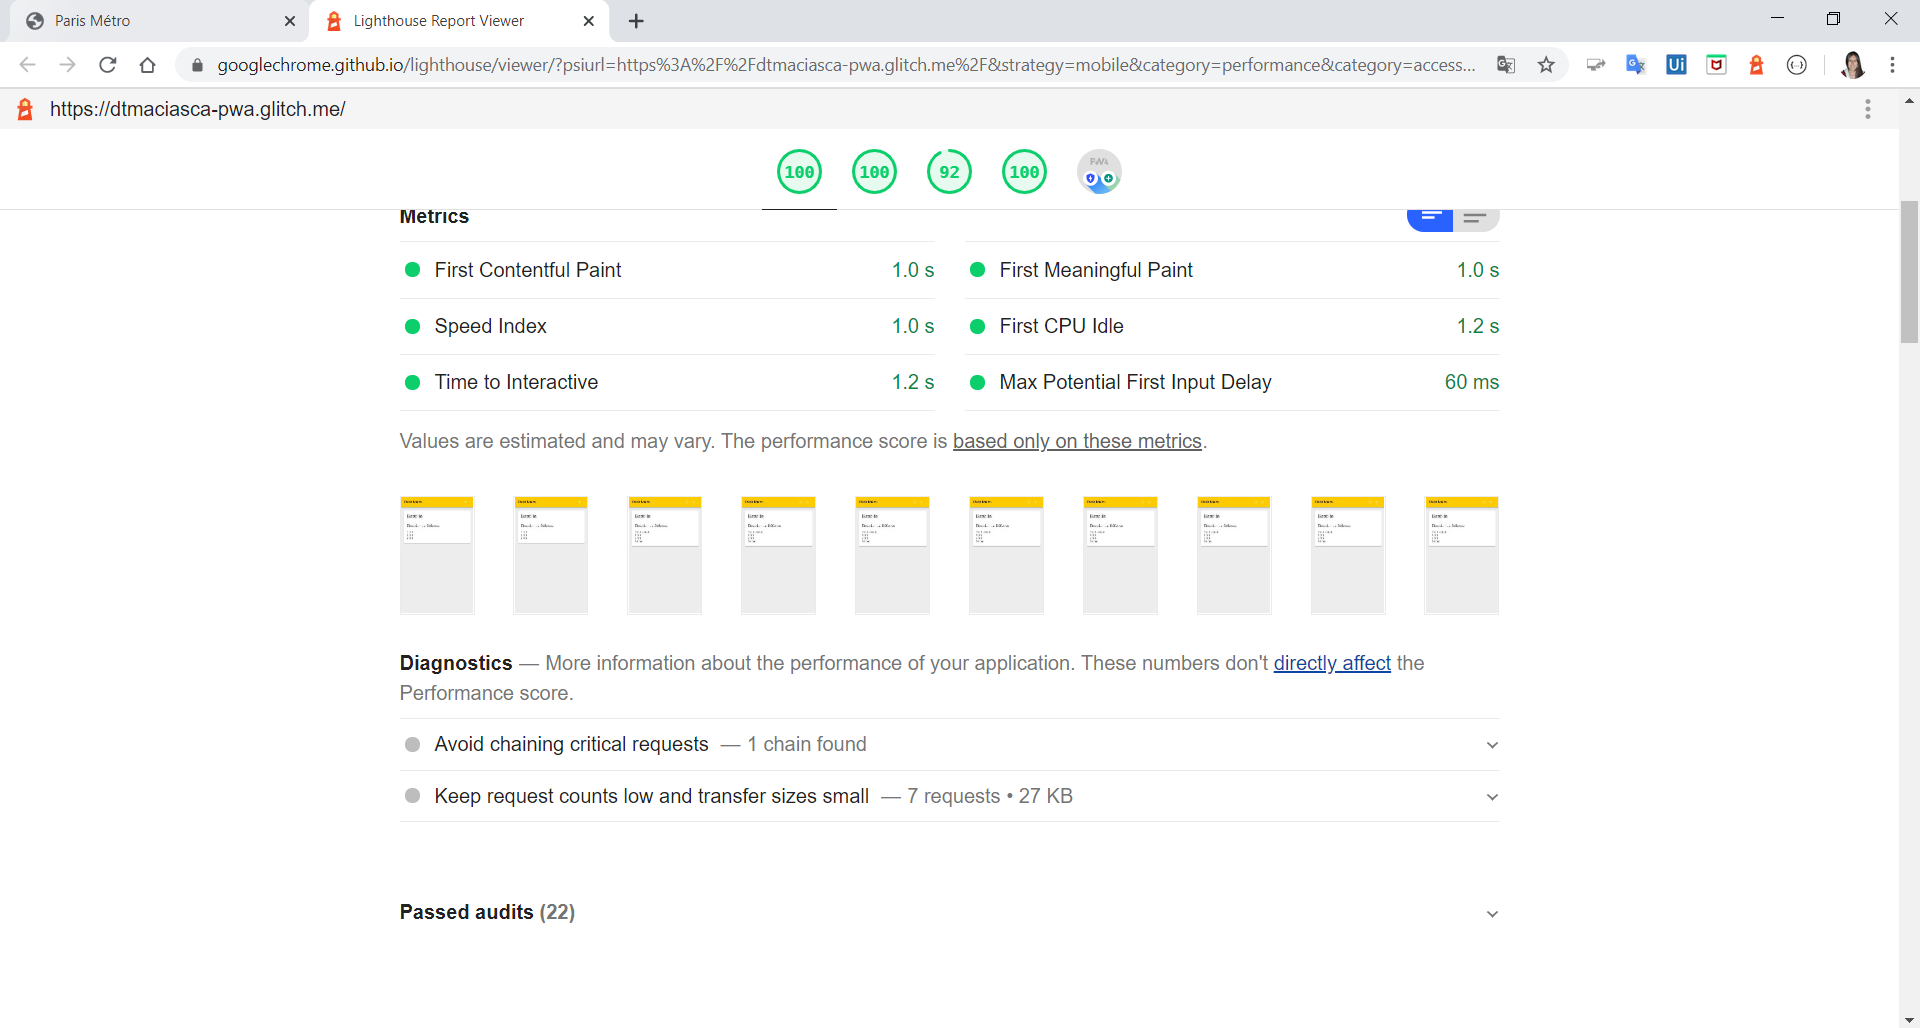 Paris Métro
Lighthouse Report Viewer
googlechrome.github.io/lighthouse/viewer/?psiurl=https%3A%2F%2Fdtmaciasca-pwa.glitch.me%2F&strategy=mobile&category=performance&category=access...
https://dtmaciasca-pwa.glitch.me/
100 100 92 100 PWA
Metrics
First Contentful Paint 1.0 s First Meaningful Paint 1.0 s
Speed Index 1.0 s First CPU Idle 1.2 s
Time to Interactive 1.2 s Max Potential First Input Delay 60 ms
Values are estimated and may vary. The performance score is based only on these metrics.
Diagnostics — More information about the performance of your application. These numbers don't directly affect the
Performance score.
Avoid chaining critical requests — 1 chain found
Keep request counts low and transfer sizes small — 7 requests • 27 KB
Passed audits (22)